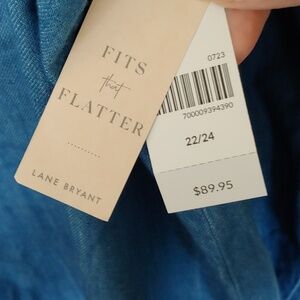 FITS
that
FLATTER
..........
LANE BRYANT
0723
700009394390
22/24
$89.95